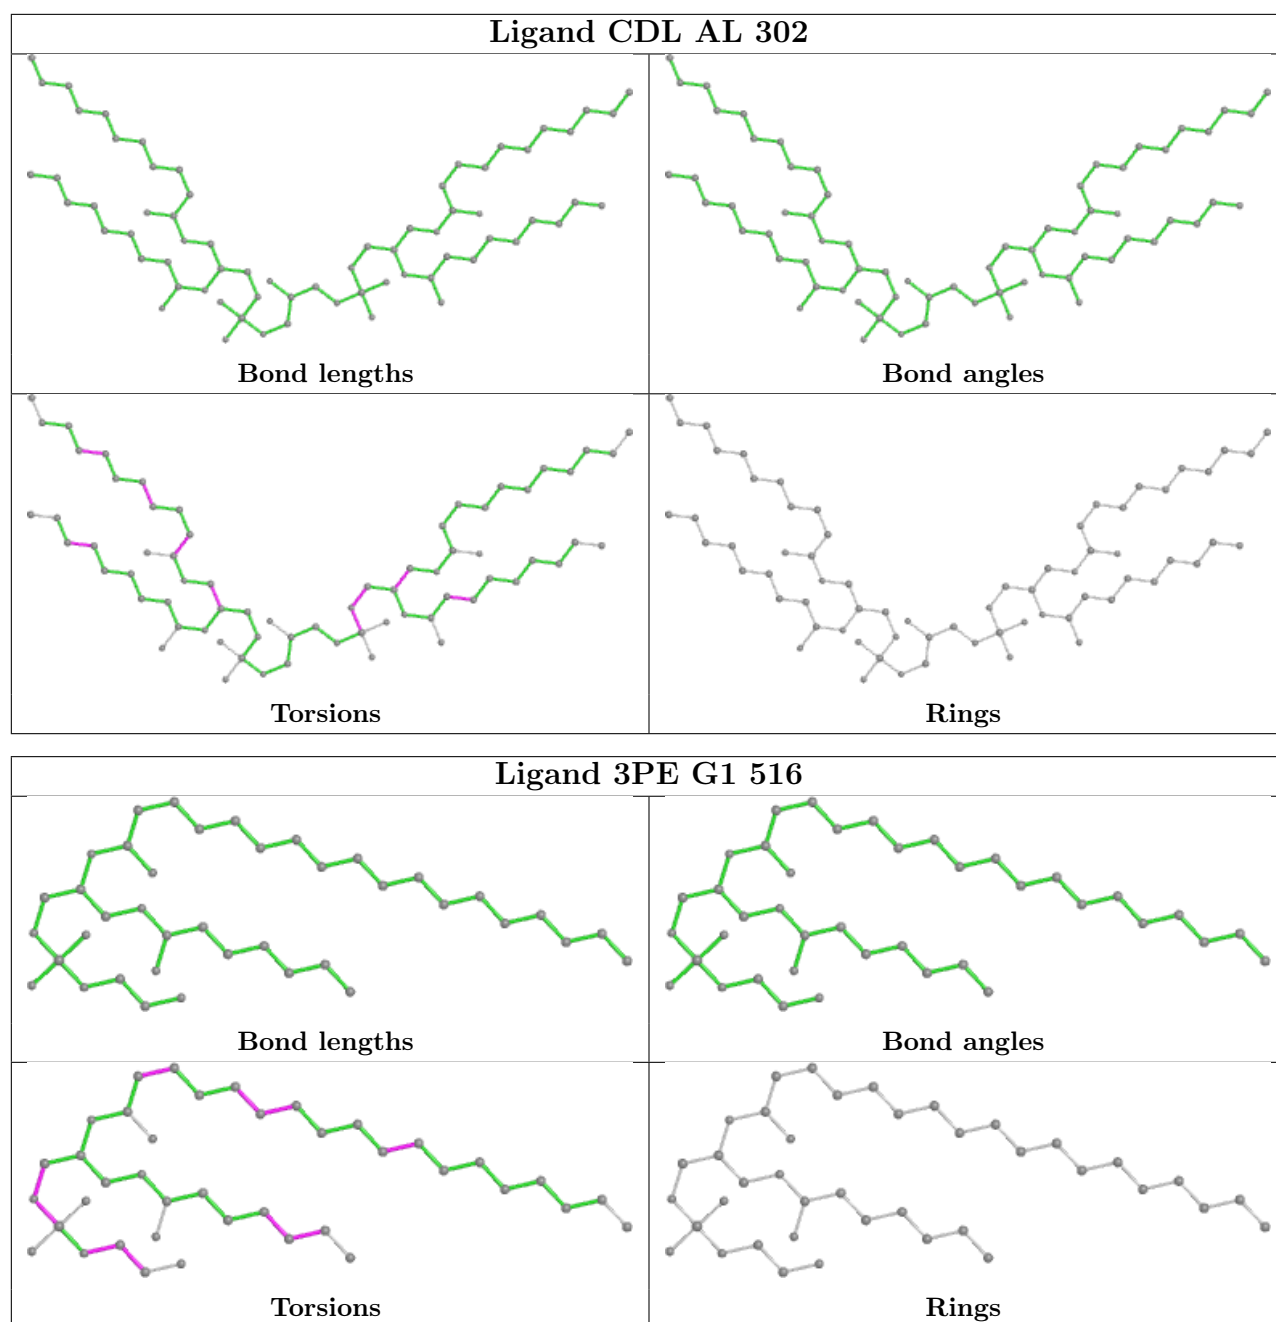 Ligand CDL AL 302
Bond lengths
Bond angles
Torsions
Rings
Ligand 3PE G1 516
Bond lengths
Bond angles
Torsions
Rings